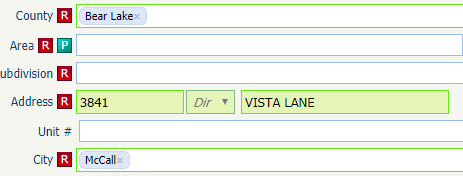 County R Bear Lake×
Area R P
ubdivision R
Address R 3841 Dir ▼ VISTA LANE
Unit #
City R McCall×